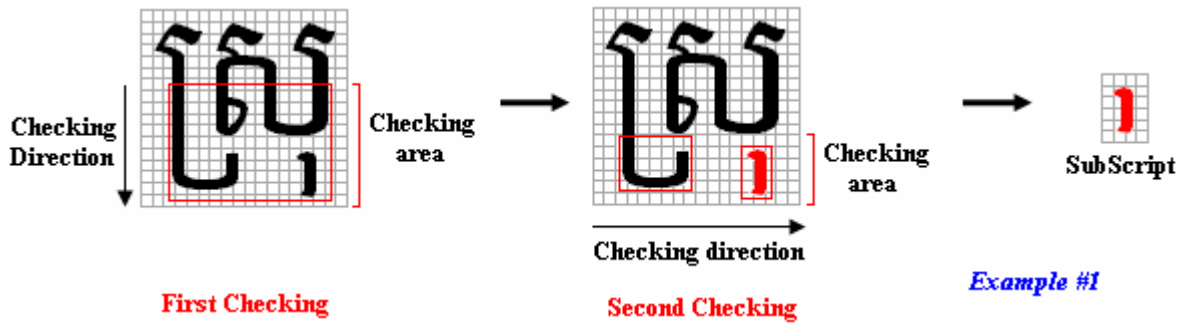 Checking
Direction
Checking
area
First Checking
Checking
area
Checking direction
Second Checking
SubScript
Example #1